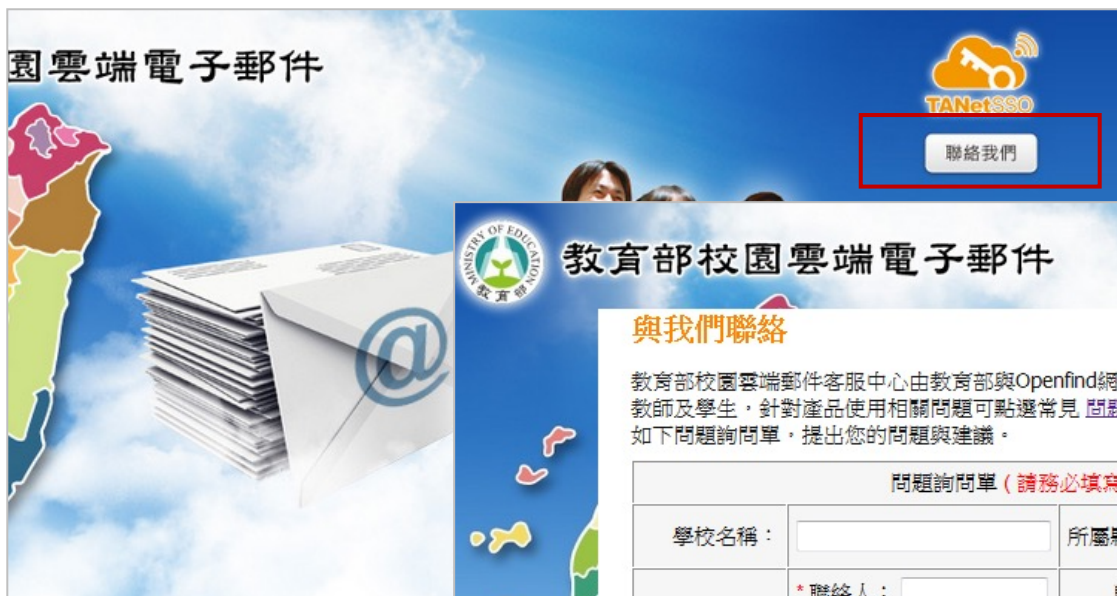 園雲端電子郵件
TANetSSO
聯絡我們
MINISTRY OF EDUCATION
教育部
教育部校園雲端電子郵件
與我們聯絡
教育部校園雲端郵件客服中心由教育部與Openfind網
教師及學生，針對產品使用相關問題可點選常見 問題
如下問題詢問單，提出您的問題與建議。
問題詢問單 ( 請務必填寫
學校名稱： 所屬縣
* 聯絡人：
@